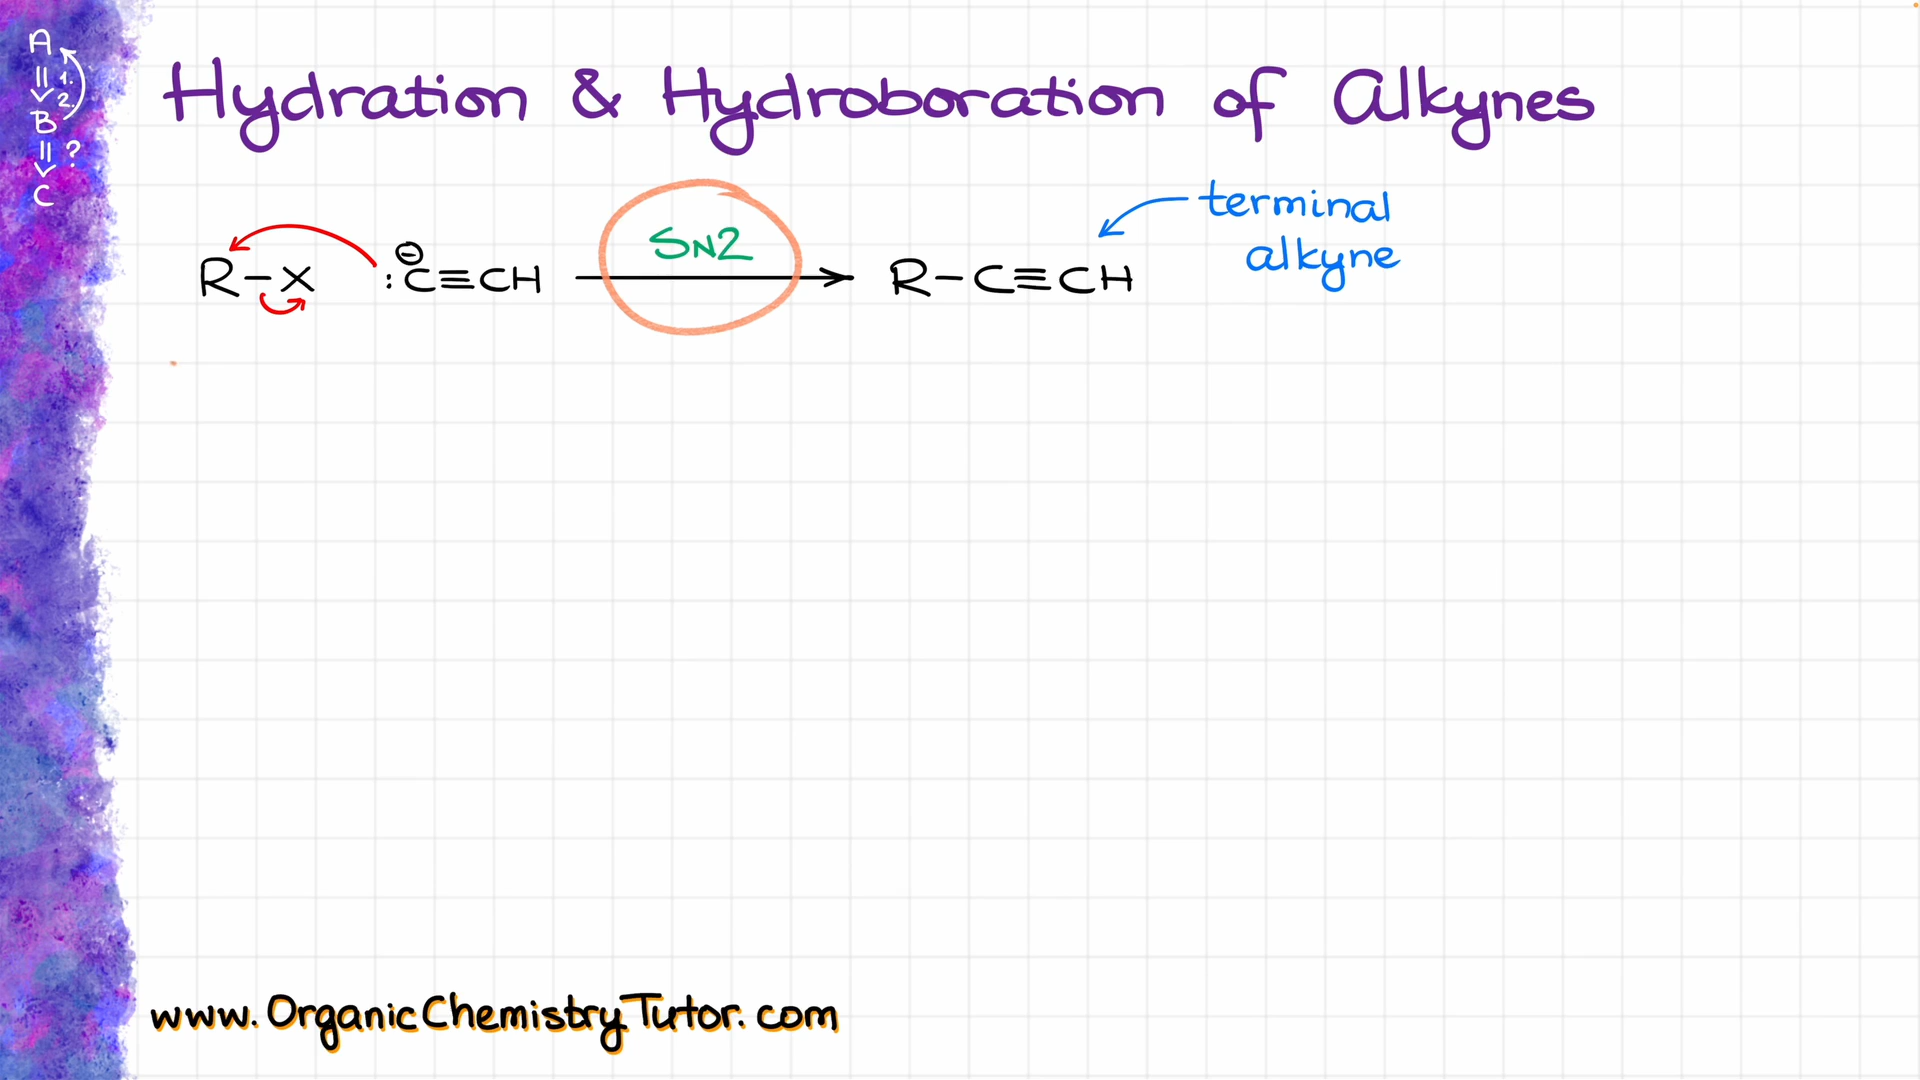 A
1.
2.
B
?
C
Hydration & Hydroboration of Alkynes
terminal
alkyne
SN2
R-X :⊖C≡CH → R-C≡CH
www.OrganicChemistryTutor.com